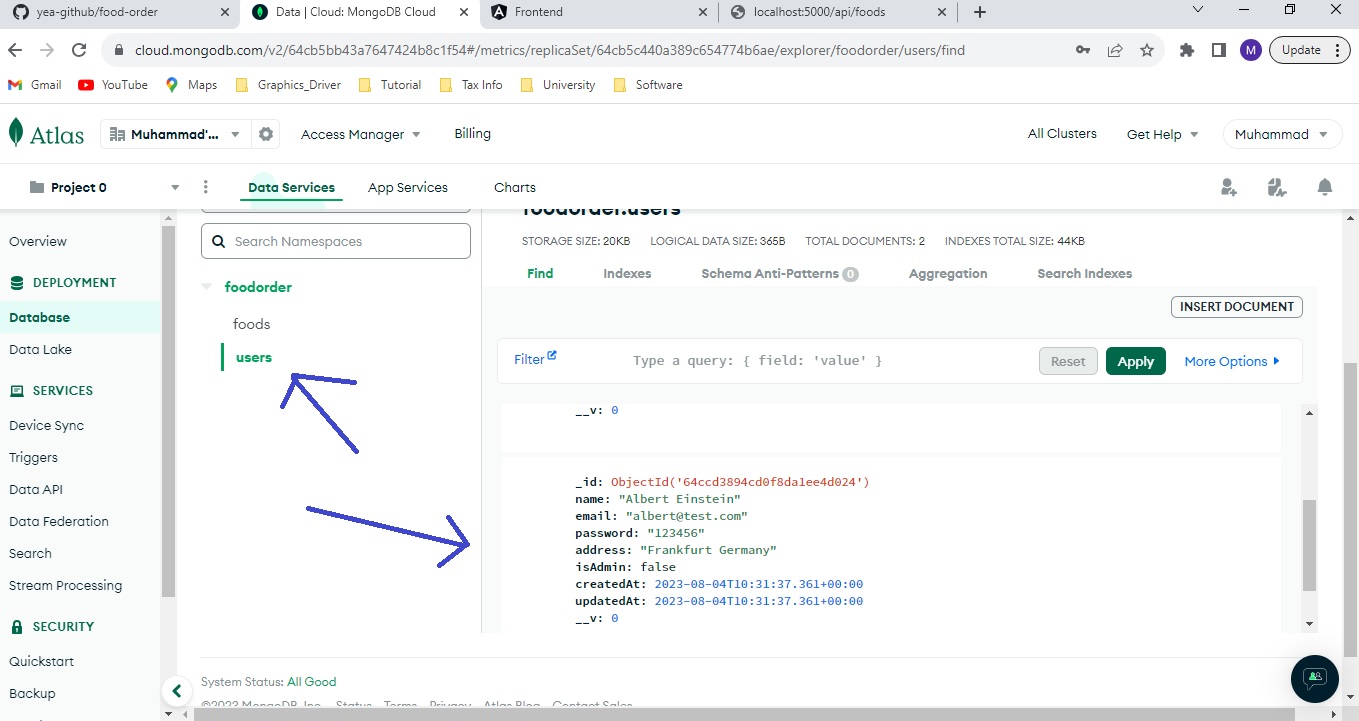 yea-github/food-order
Data | Cloud: MongoDB Cloud
Frontend
localhost:5000/api/foods
cloud.mongodb.com/v2/64cb5bb43a7647424b8c1f54#/metrics/replicaSet/64cb5c440a389c654774b6ae/explorer/foodorder/users/find
M
Update
Gmail
YouTube
Maps
Graphics_Driver
Tutorial
Tax Info
University
Software
Atlas
Muhammad'...
Access Manager
Billing
All Clusters
Get Help
Muhammad
Project 0
Data Services
App Services
Charts
Overview
DEPLOYMENT
Database
Data Lake
SERVICES
Device Sync
Triggers
Data API
Data Federation
Search
Stream Processing
SECURITY
Quickstart
Backup
Search Namespaces
foodorder
foods
users
foodorder.users
STORAGE SIZE: 20KB LOGICAL DATA SIZE: 365B TOTAL DOCUMENTS: 2 INDEXES TOTAL SIZE: 44KB
Find
Indexes
Schema Anti-Patterns 0
Aggregation
Search Indexes
INSERT DOCUMENT
Filter
Type a query: { field: 'value' }
Reset
Apply
More Options
__v: 0
_id: ObjectId('64ccd3894cd0f8da1ee4d024')
name: "Albert Einstein"
email: "albert@test.com"
password: "123456"
address: "Frankfurt Germany"
isAdmin: false
createdAt: 2023-08-04T10:31:37.361+00:00
updatedAt: 2023-08-04T10:31:37.361+00:00
__v: 0
System Status: All Good
©2023 MongoDB, Inc. Status Terms Privacy Atlas Blog Contact Sales